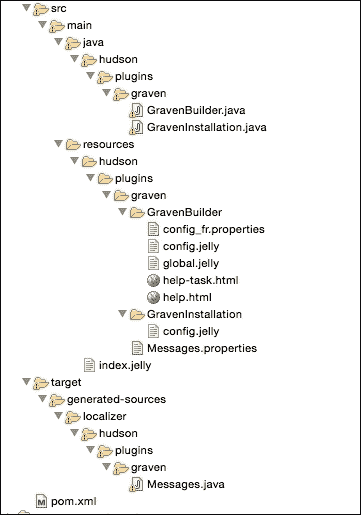 src
main
java
hudson
plugins
graven
GravenBuilder.java
GravenInstallation.java
resources
hudson
plugins
graven
GravenBuilder
config_fr.properties
config.jelly
global.jelly
help-task.html
help.html
GravenInstallation
config.jelly
Messages.properties
index.jelly
target
generated-sources
localizer
hudson
plugins
graven
Messages.java
pom.xml